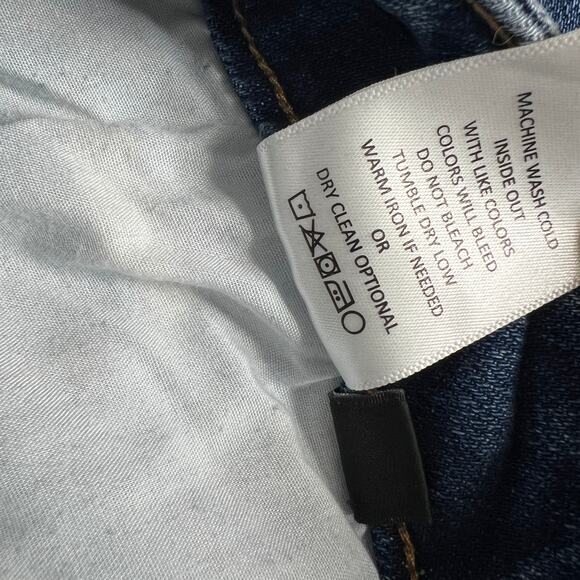 MACHINE WASH COLD
INSIDE OUT
WITH LIKE COLORS
COLORS WILL BLEED
DO NOT BLEACH
TUMBLE DRY LOW
WARM IRON IF NEEDED
OR
DRY CLEAN OPTIONAL